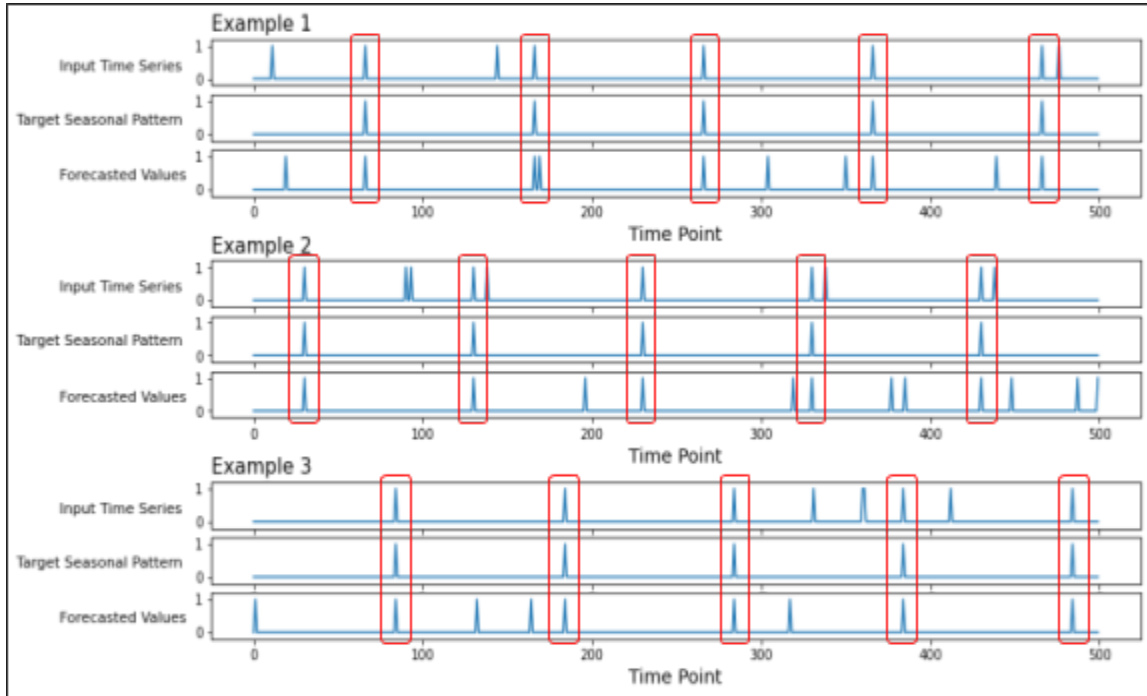 Example 1
1
Input Time Series
0
1
Target Seasonal Pattern
0
1
Forecasted Values
0
0 100 200 300 400 500
Time Point
Example 2
1
Input Time Series
0
1
Target Seasonal Pattern
0
1
Forecasted Values
0
0 100 200 300 400 500
Time Point
Example 3
1
Input Time Series
0
1
Target Seasonal Pattern
0
1
Forecasted Values
0
0 100 200 300 400 500
Time Point